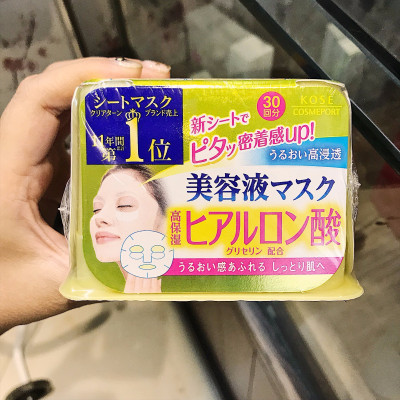 シートマスク
クリアターン ブランド売上
年間
第1位
30
回分
KOSÉ
COSMEPORT
新シートで
ピタッ密着感up!
うるおい高浸透
美容液マスク
高保湿
ヒアルロン酸
グリセリン 配合
うるおい感あふれる しっとり肌へ